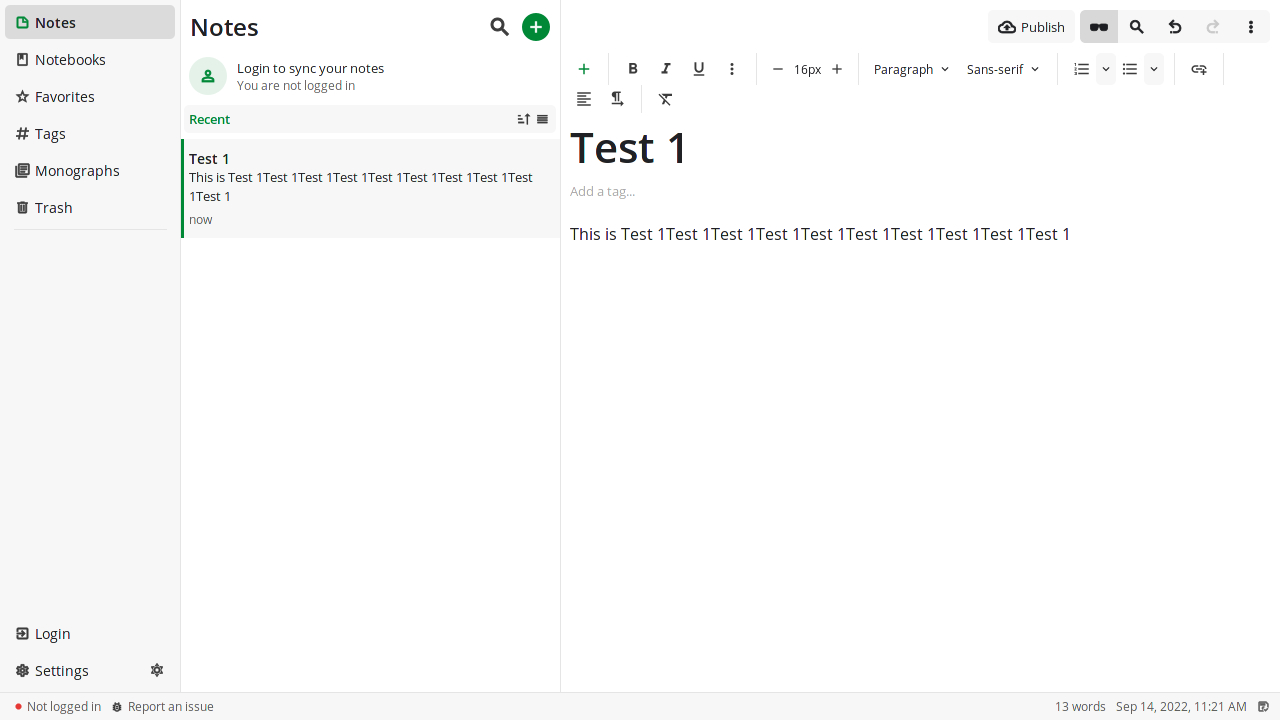 Notes
Notebooks
Favorites
Tags
Monographs
Trash
Login
Settings
Notes
Login to sync your notes
You are not logged in
Recent
Test 1
This is Test 1Test 1Test 1Test 1Test 1Test 1Test 1Test 1Test
1Test 1
now
Publish
16px
Paragraph
Sans-serif
Test 1
Add a tag...
This is Test 1Test 1Test 1Test 1Test 1Test 1Test 1Test 1Test 1Test 1
Not logged in
Report an issue
13 words
Sep 14, 2022, 11:21 AM